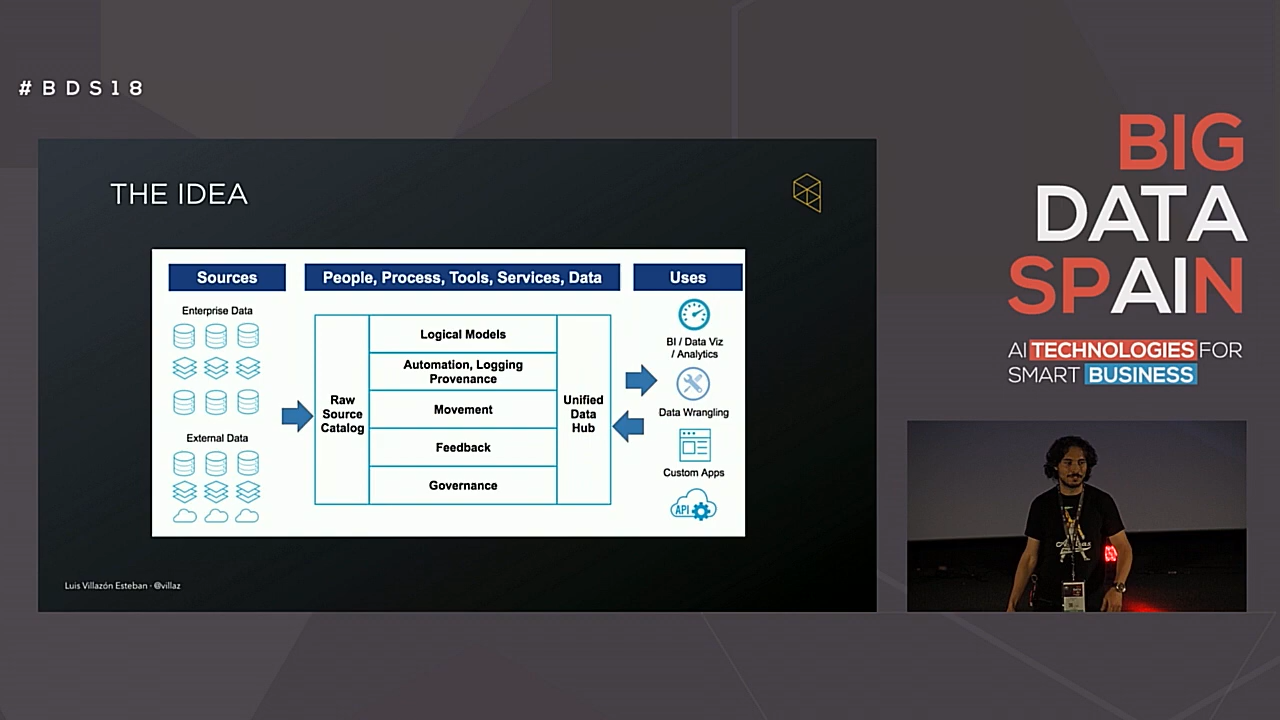 #BDS18
THE IDEA
Sources
People, Process, Tools, Services, Data
Uses
Enterprise Data
External Data
Raw
Source
Catalog
Logical Models
Automation, Logging
Provenance
Movement
Feedback
Governance
Unified
Data
Hub
BI / Data Viz
/ Analytics
Data Wrangling
Custom Apps
API
Luis Villazón Esteban · @villaz
BIG
DATA
SPAIN
AI TECHNOLOGIES FOR
SMART BUSINESS